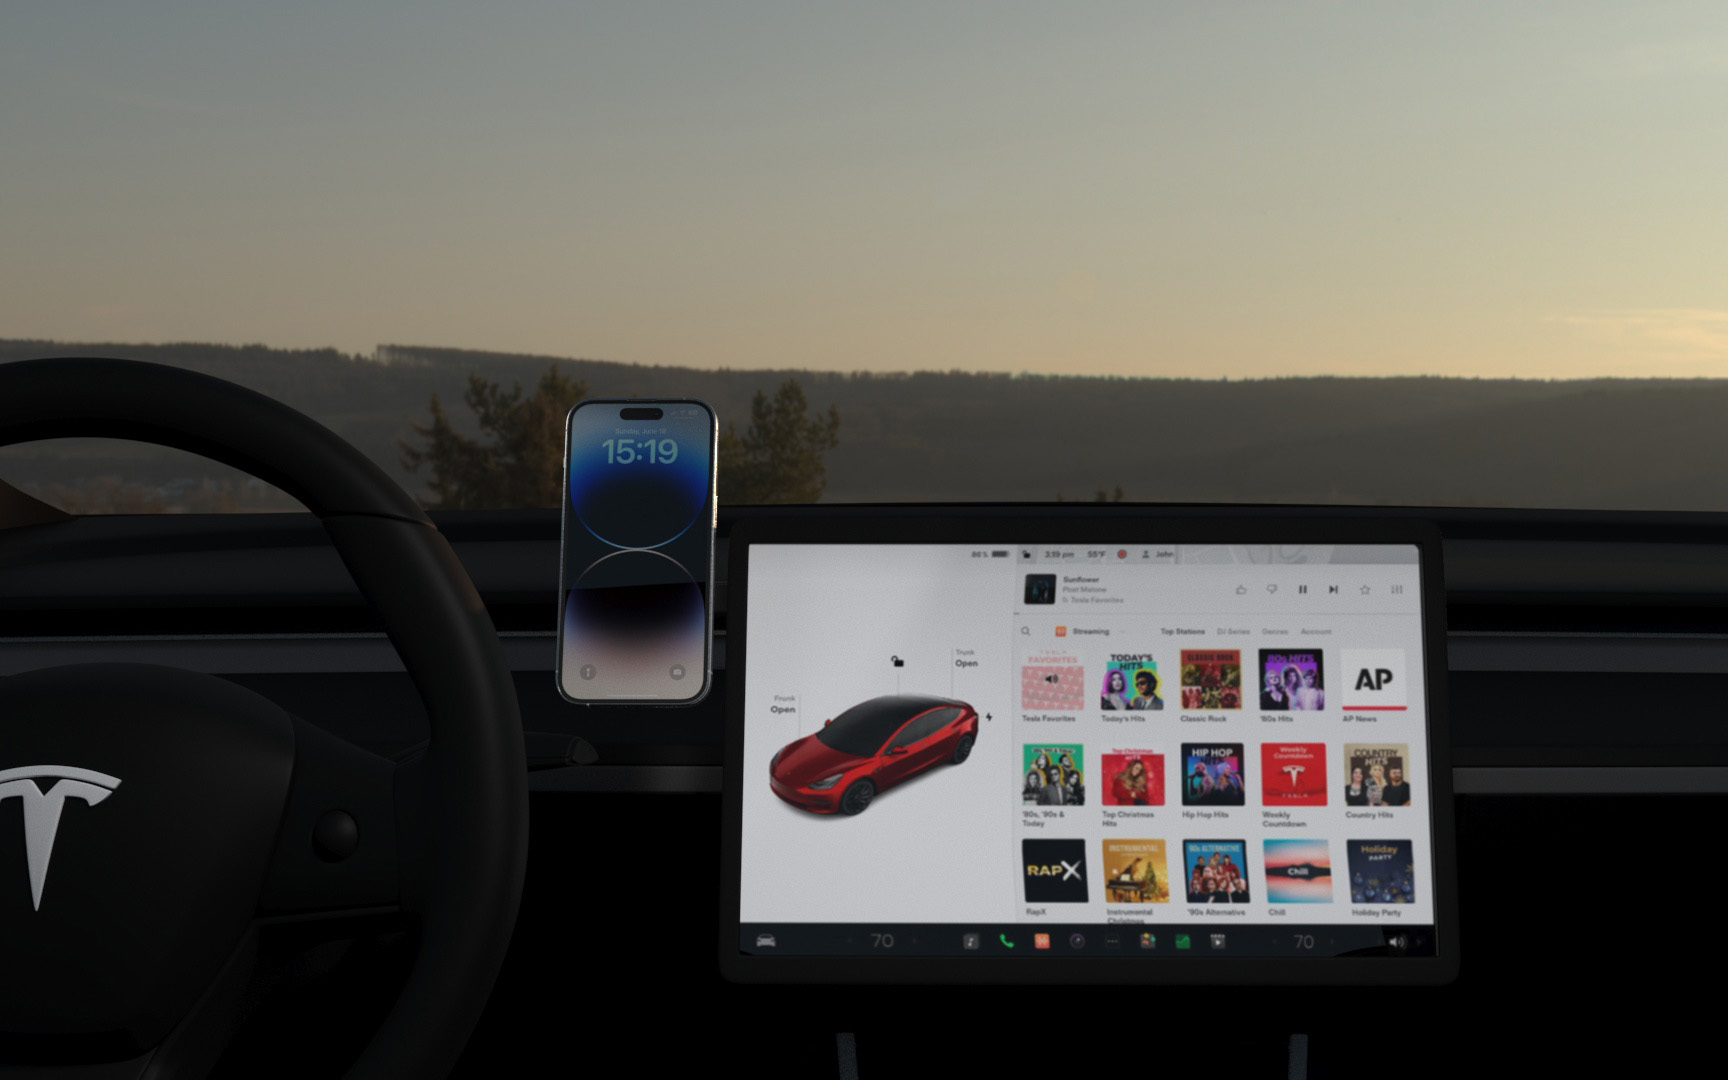 Sunday, June 18
15:19
86 %
3:19 pm
55°F
John
Sunflower
Post Malone
Tesla Favorites
Streaming
Top Stations
DJ Series
Genres
Account
Trunk
Open
Frunk
Open
FAVORITES
TODAY'S
HITS
CLASSIC ROCK
80s HITS
AP
Tesla Favorites
Today's Hits
Classic Rock
'80s Hits
AP News
Top Christmas
HITS
HIP HOP
Weekly
Countdown
TESLA
COUNTRY
HITS
'80s, '90s &
Today
Top Christmas
Hits
Hip Hop Hits
Weekly
Countdown
Country Hits
RAPX
INSTRUMENTAL
90s ALTERNATIVE
Chill
Holiday
PARTY
RapX
Instrumental
Christmas
'90s Alternative
Chill
Holiday Party
70
70